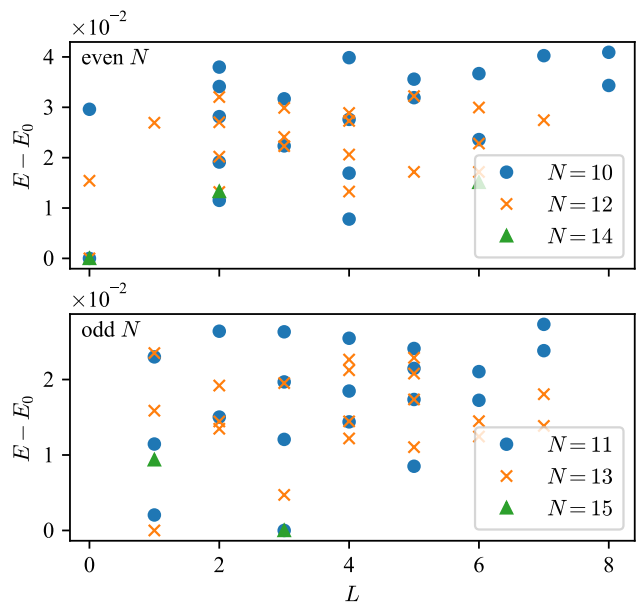 ×10⁻²
even N
4
3
2
1
0
E − E₀
N = 10
N = 12
N = 14
×10⁻²
odd N
2
1
0
E − E₀
N = 11
N = 13
N = 15
0 2 4 6 8
L